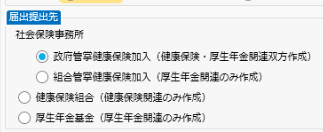 届出提出先
社会保険事務所
政府管掌健康保険加入（健康保険・厚生年金関連双方作成）
組合管掌健康保険加入（厚生年金関連のみ作成）
健康保険組合（健康保険関連のみ作成）
厚生年金基金（厚生年金関連のみ作成）